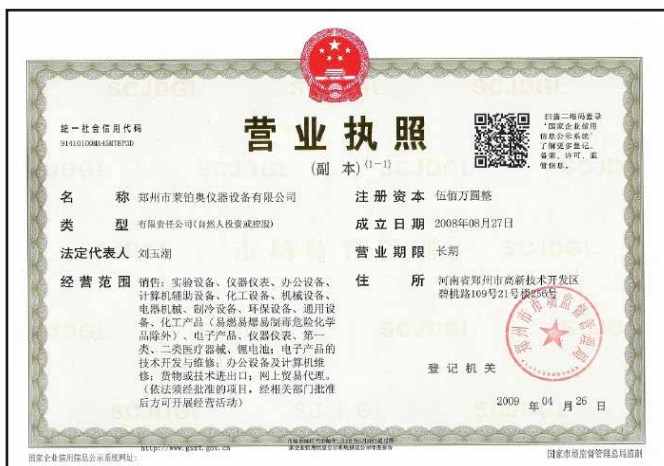 统一社会信用代码
91410100MA45MT8P3D
营业执照
(副 本)(1-1)
扫描二维码登录
“国家企业信用
信息公示系统”
了解更多登记、
备案、许可、监
管信息。
名 称 郑州市莱铂奥仪器设备有限公司
类 型 有限责任公司(自然人投资或控股)
法定代表人 刘玉湖
经营范围 销售:实验设备、仪器仪表、办公设备、
计算机辅助设备、化工设备、机械设备、
电器机械、制冷设备、环保设备、通用设
备、化工产品(易燃易爆易制毒危险化学
品除外)、电子产品、仪器仪表、第一
类、二类医疗器械、锂电池;电子产品的
技术开发与维修;办公设备及计算机维
修;货物或技术进出口;网上贸易代理。
(依法须经批准的项目,经相关部门批准
后方可开展经营活动)
注册资本 伍佰万圆整
成立日期 2008年08月27日
营业期限 长期
住 所 河南省郑州市高新技术开发区
碧桃路109号21号楼256号
郑州市市场监督管理局
登记机关
2009 年 04 月 26 日
国家企业信用信息公示系统网址:
http://www.gsxt.gov.cn
国家市场监督管理总局监制